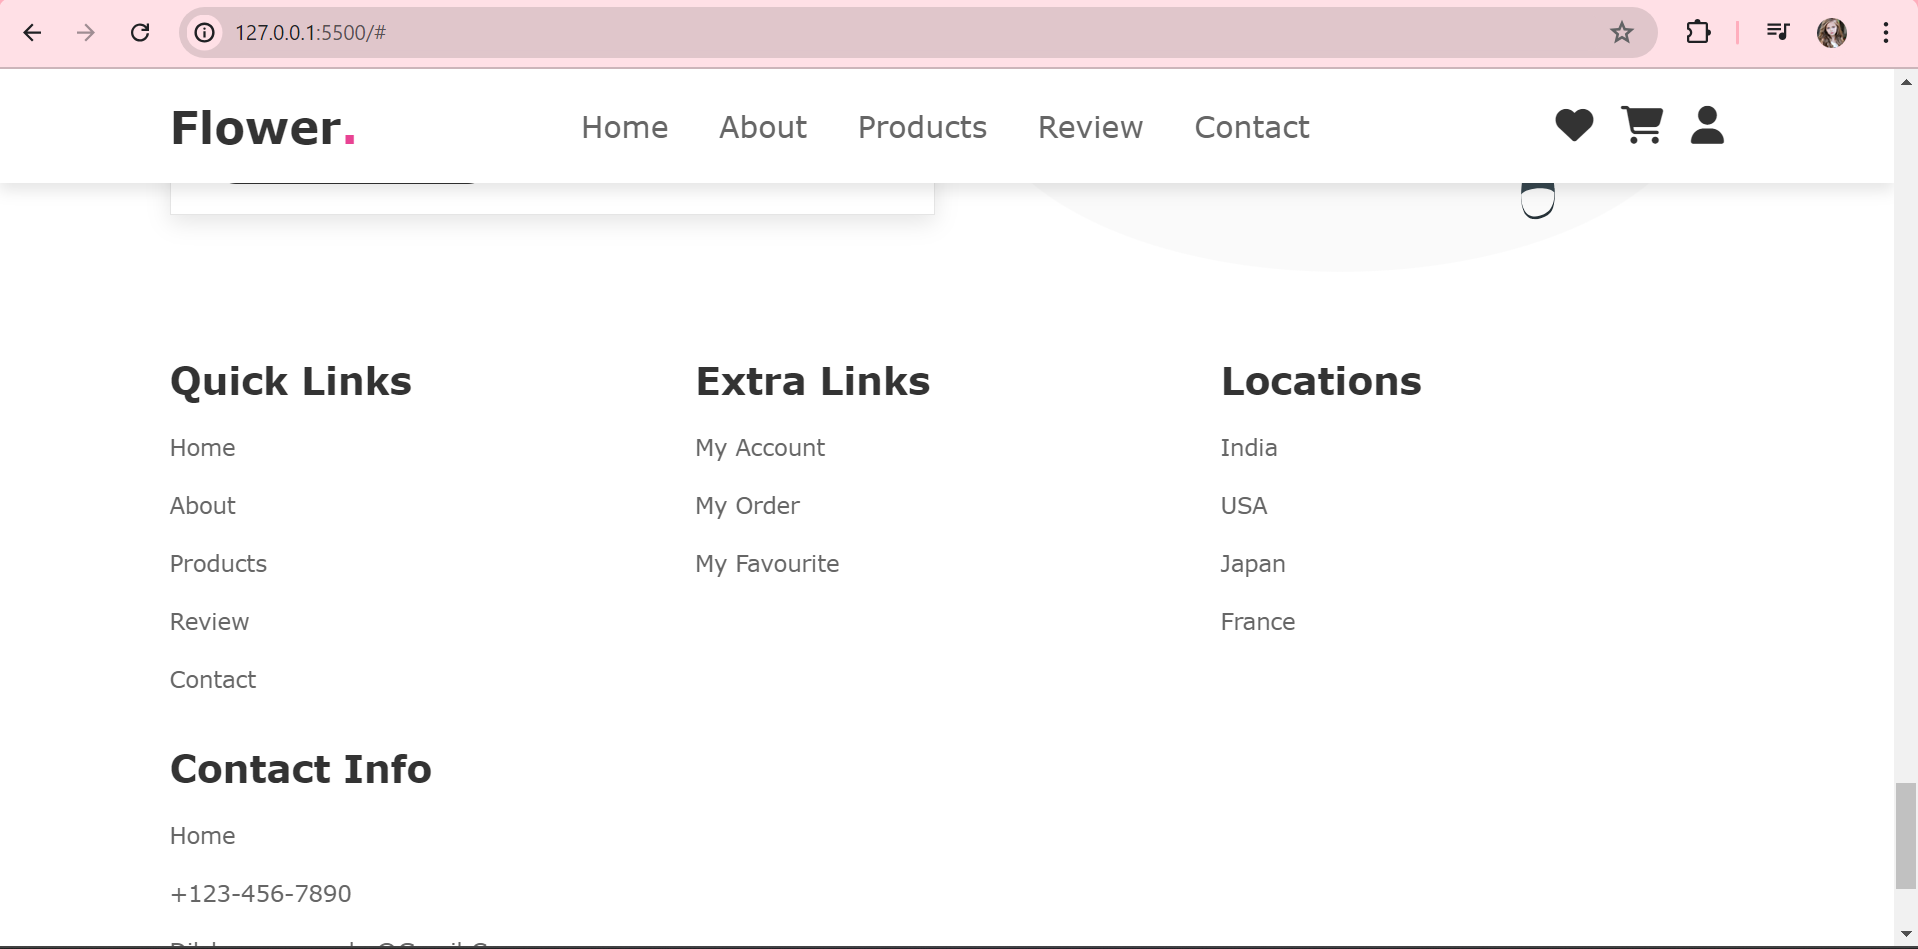 127.0.0.1:5500/#
Flower.
Home About Products Review Contact
Quick Links
Home
About
Products
Review
Contact
Extra Links
My Account
My Order
My Favourite
Locations
India
USA
Japan
France
Contact Info
Home
+123-456-7890